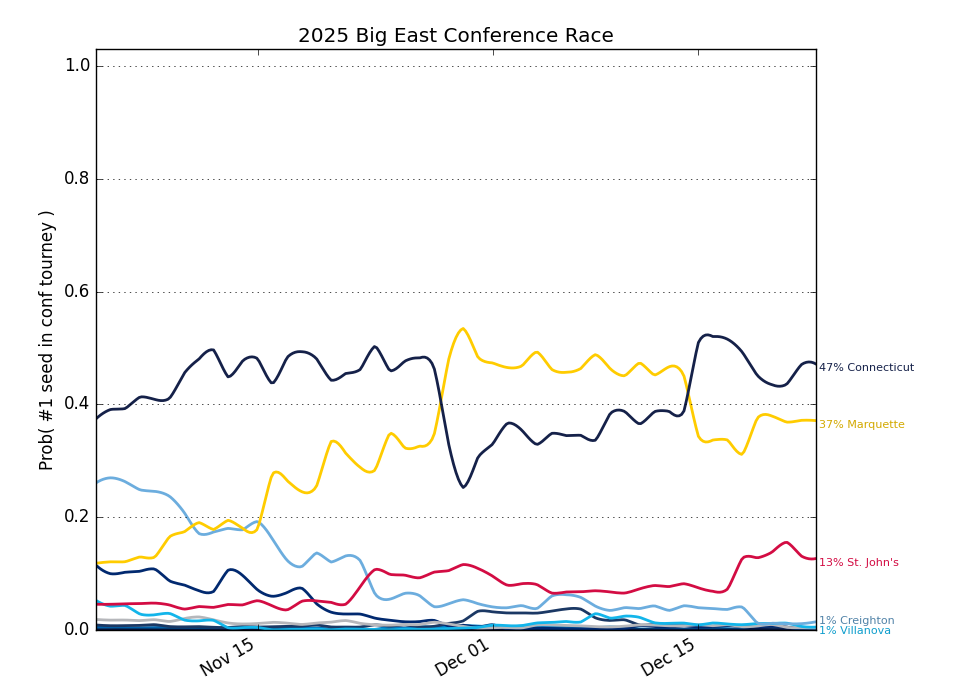 2025 Big East Conference Race
Prob( #1 seed in conf tourney )
1.0
0.8
0.6
0.4
0.2
0.0
Nov 15
Dec 01
Dec 15
47% Connecticut
37% Marquette
13% St. John's
1% Creighton
1% Villanova